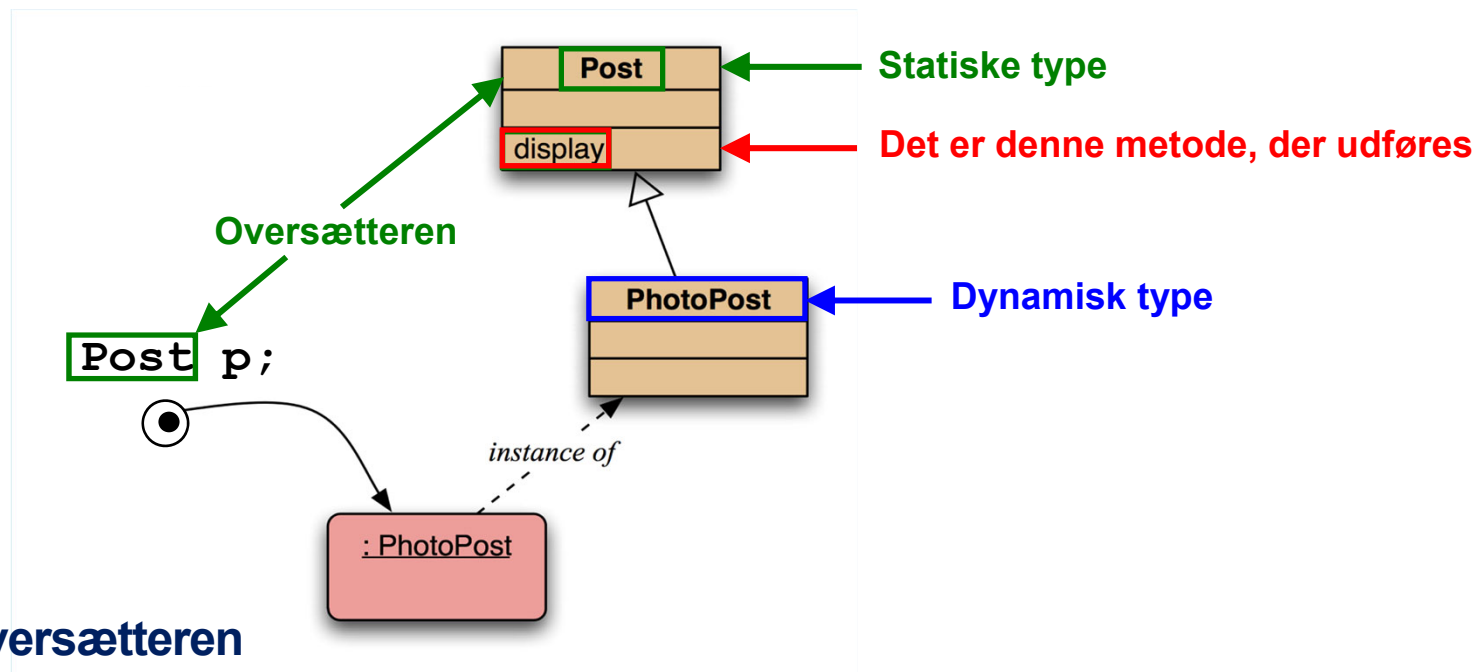 Post
Statiske type
display
Det er denne metode, der udføres
Oversætteren
PhotoPost
Dynamisk type
Post p;
instance of
: PhotoPost
versætteren